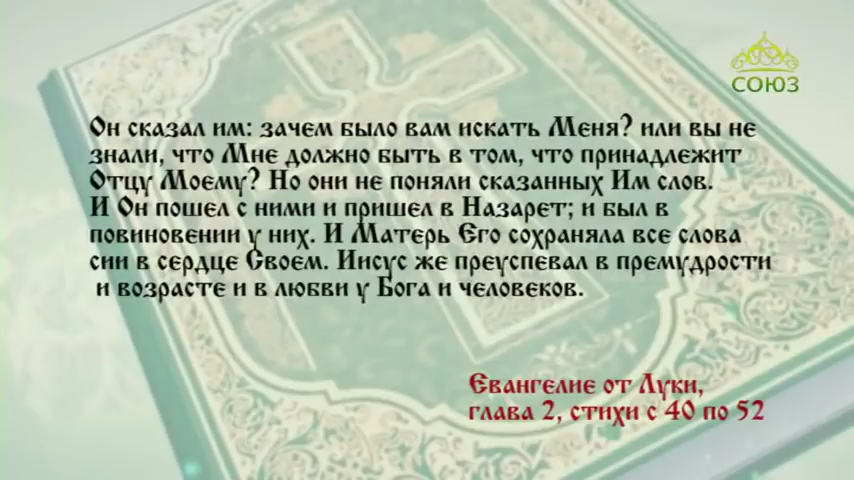 СОЮЗ
Он сказал им: зачем было вам искать Меня? или вы не
знали, что Мне должно быть в том, что принадлежит
Отцу Моему? Но они не поняли сказанных Им слов.
И Он пошел с ними и пришел в Назарет; и был в
повиновении у них. И Матерь Его сохраняла все слова
сии в сердце Своем. Иисус же преуспевал в премудрости
и возрасте и в любви у Бога и человеков.
Евангелие от Луки,
глава 2, стихи с 40 по 52